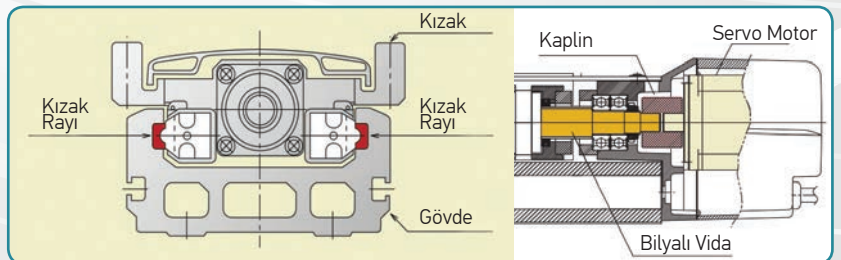 Kızak
Kızak
Rayı
Kızak
Rayı
Gövde
Kaplin
Servo Motor
Bilyalı Vida